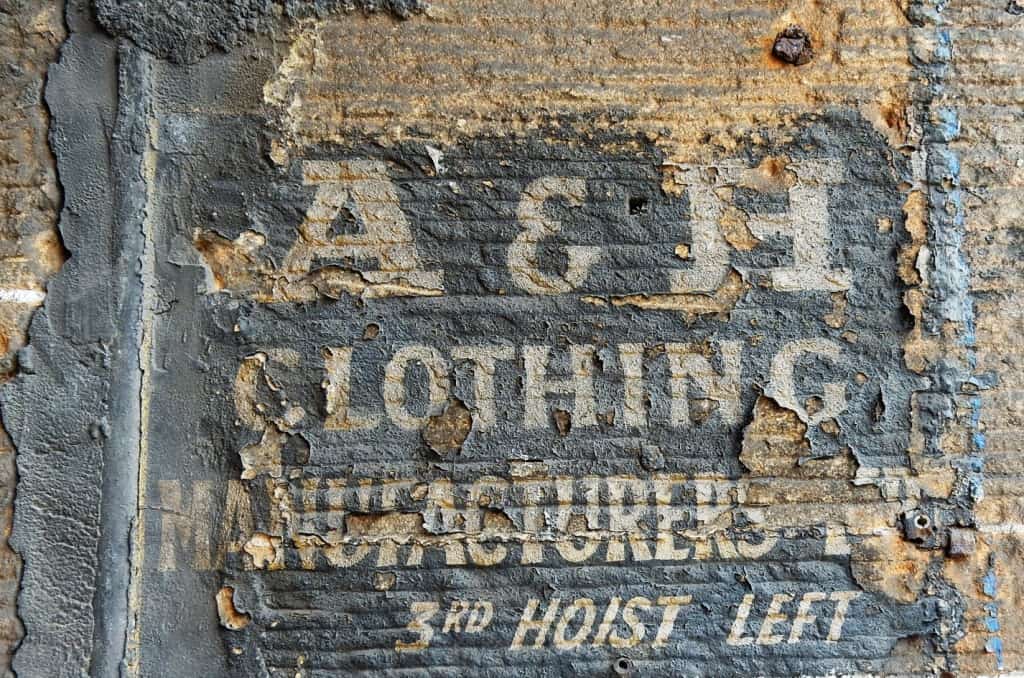 A & H
CLOTHING
MANUFACTURERS
3RD HOIST LEFT